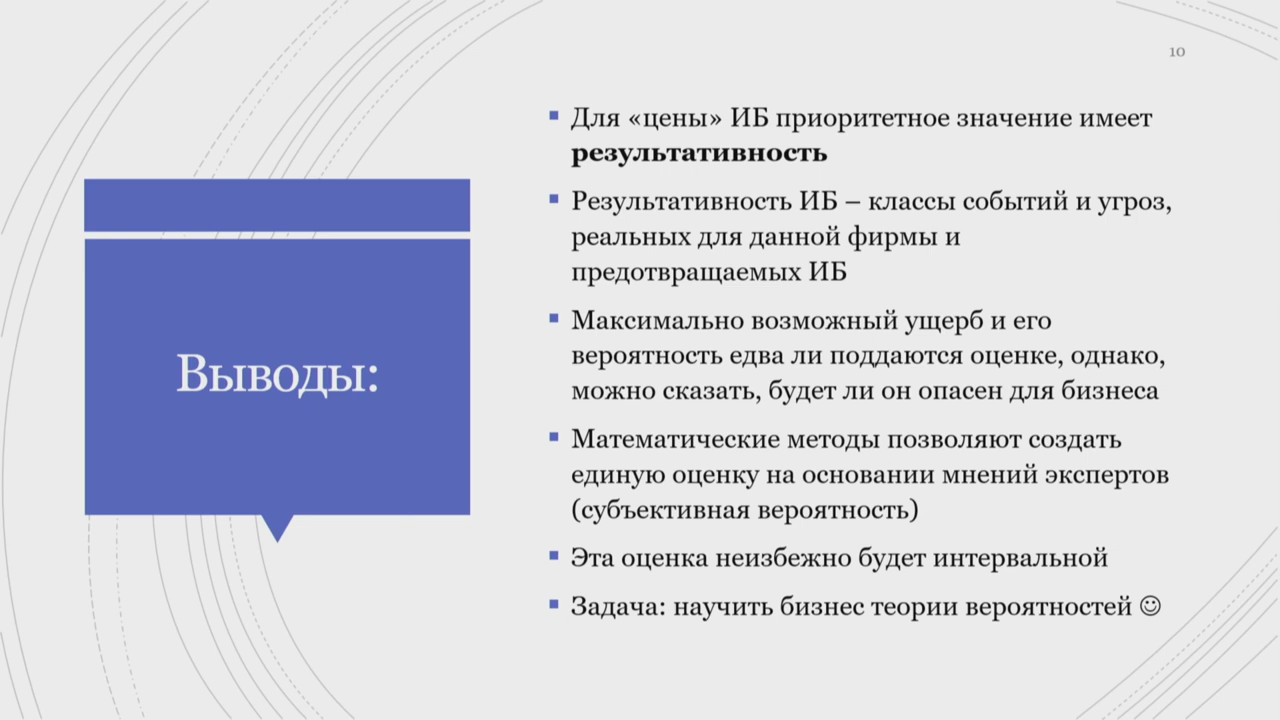 10
Выводы:
Для «цены» ИБ приоритетное значение имеет
результативность
Результативность ИБ – классы событий и угроз,
реальных для данной фирмы и
предотвращаемых ИБ
Максимально возможный ущерб и его
вероятность едва ли поддаются оценке, однако,
можно сказать, будет ли он опасен для бизнеса
Математические методы позволяют создать
единую оценку на основании мнений экспертов
(субъективная вероятность)
Эта оценка неизбежно будет интервальной
Задача: научить бизнес теории вероятностей ☺